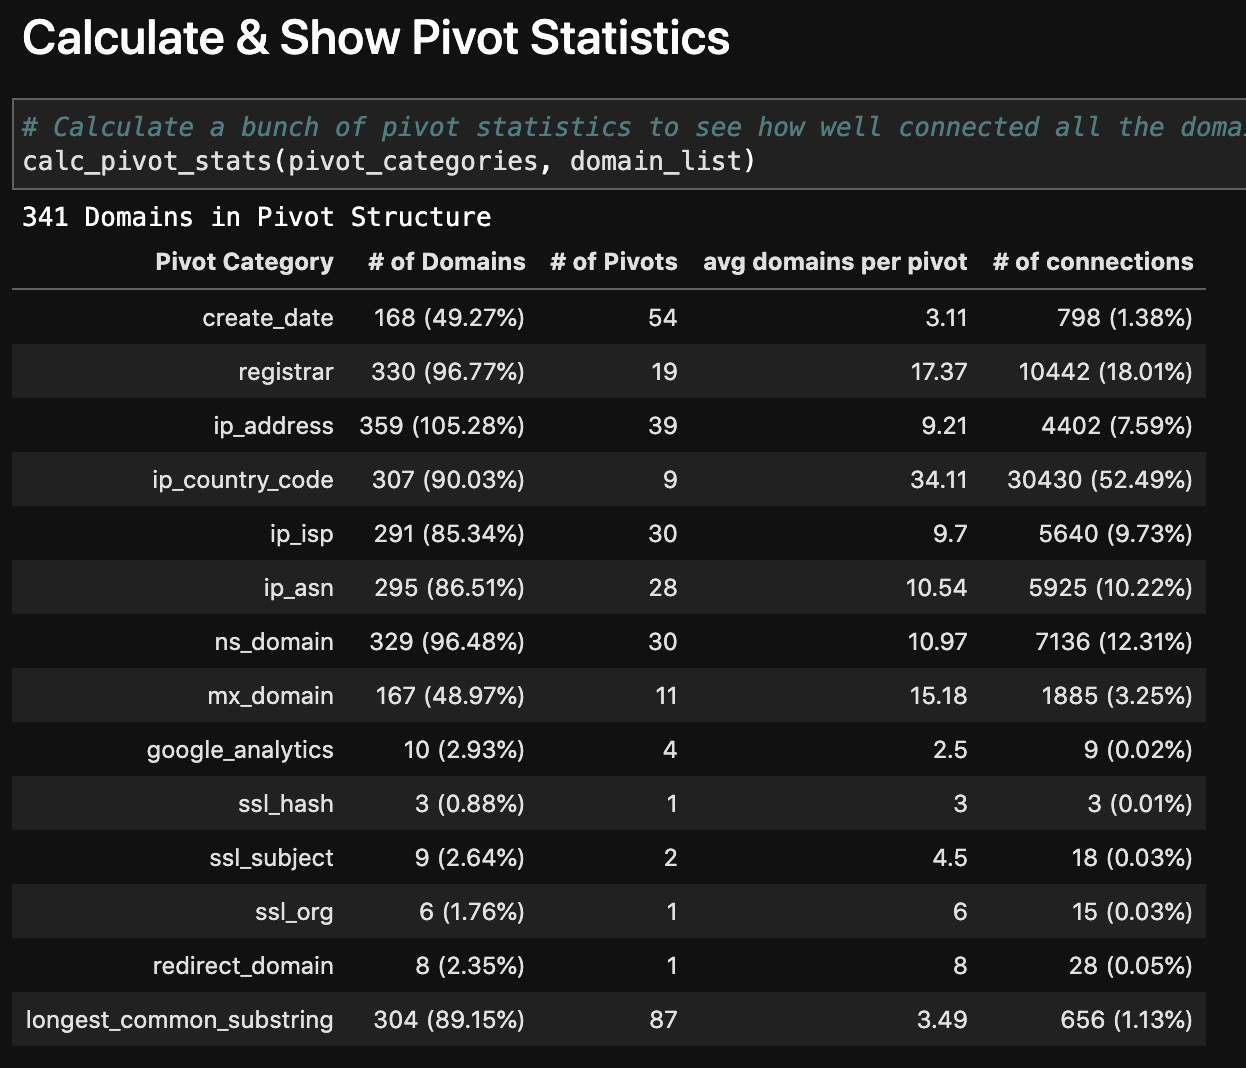 Calculate & Show Pivot Statistics
# Calculate a bunch of pivot statistics to see how well connected all the
calc_pivot_stats(pivot_categories, domain_list)
341 Domains in Pivot Structure
Pivot Category # of Domains # of Pivots avg domains per pivot # of connections
create_date 168 (49.27%) 54 3.11 798 (1.38%)
registrar 330 (96.77%) 19 17.37 10442 (18.01%)
ip_address 359 (105.28%) 39 9.21 4402 (7.59%)
ip_country_code 307 (90.03%) 9 34.11 30430 (52.49%)
ip_isp 291 (85.34%) 30 9.7 5640 (9.73%)
ip_asn 295 (86.51%) 28 10.54 5925 (10.22%)
ns_domain 329 (96.48%) 30 10.97 7136 (12.31%)
mx_domain 167 (48.97%) 11 15.18 1885 (3.25%)
google_analytics 10 (2.93%) 4 2.5 9 (0.02%)
ssl_hash 3 (0.88%) 1 3 3 (0.01%)
ssl_subject 9 (2.64%) 2 4.5 18 (0.03%)
ssl_org 6 (1.76%) 1 6 15 (0.03%)
redirect_domain 8 (2.35%) 1 8 28 (0.05%)
longest_common_substring 304 (89.15%) 87 3.49 656 (1.13%)